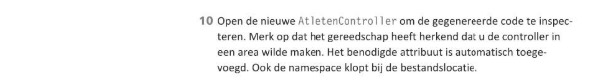 10 Open de nieuwe AtletenController om de gegenereerde code te inspec-
teren. Merk op dat het gereedschap heeft herkend dat u de controller in
een area wilde maken. Het benodigde attribuut is automatisch toege-
voegd. Ook de namespace klopt bij de bestandslocatie.